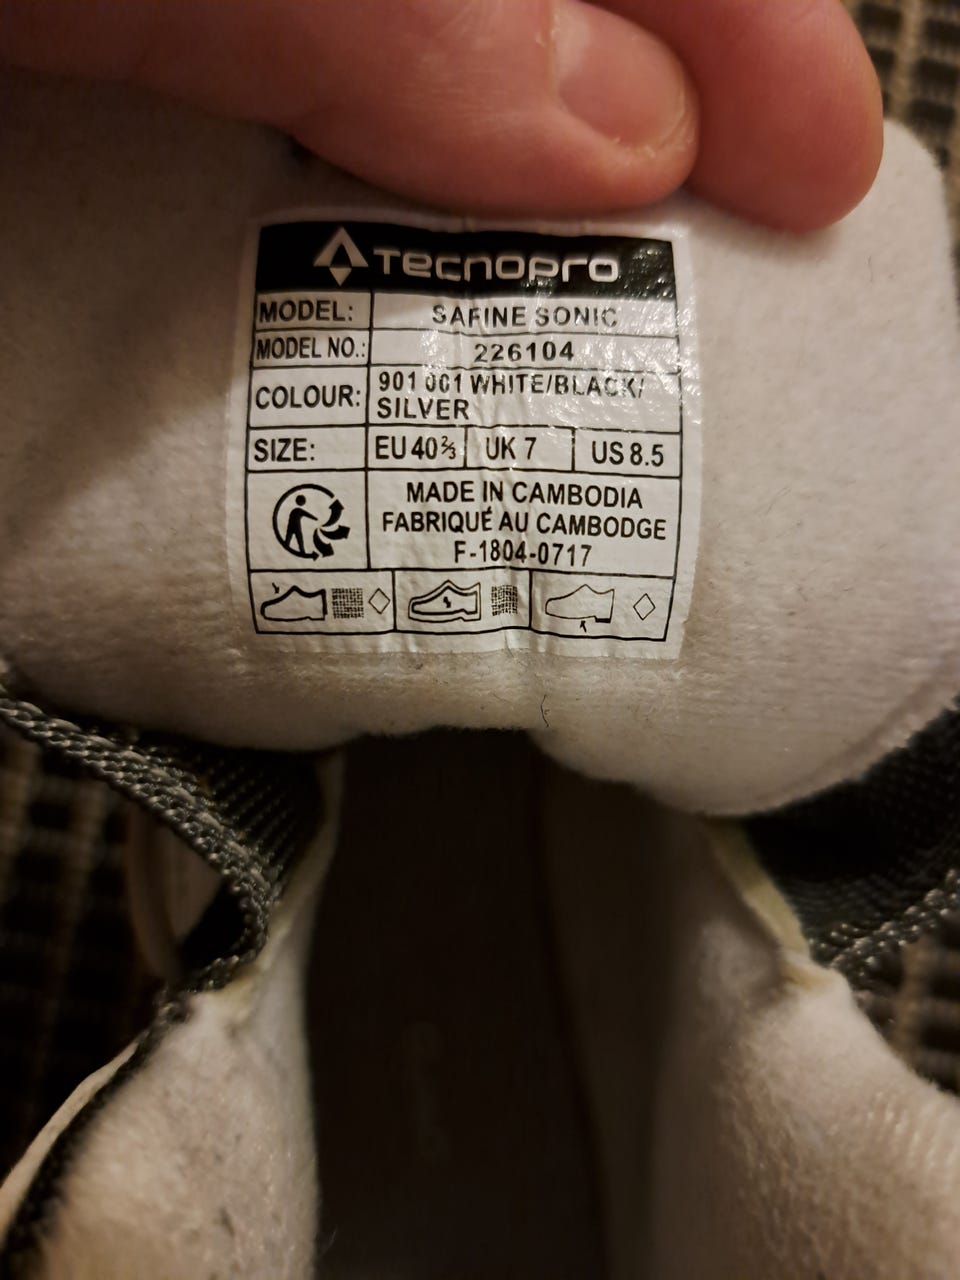 TECNOPRO
MODEL: SAFINE SONIC
MODEL NO.: 226104
COLOUR: 901 001 WHITE/BLACK/
SILVER
SIZE: EU 40⅔ UK 7 US 8.5
MADE IN CAMBODIA
FABRIQUÉ AU CAMBODGE
F-1804-0717